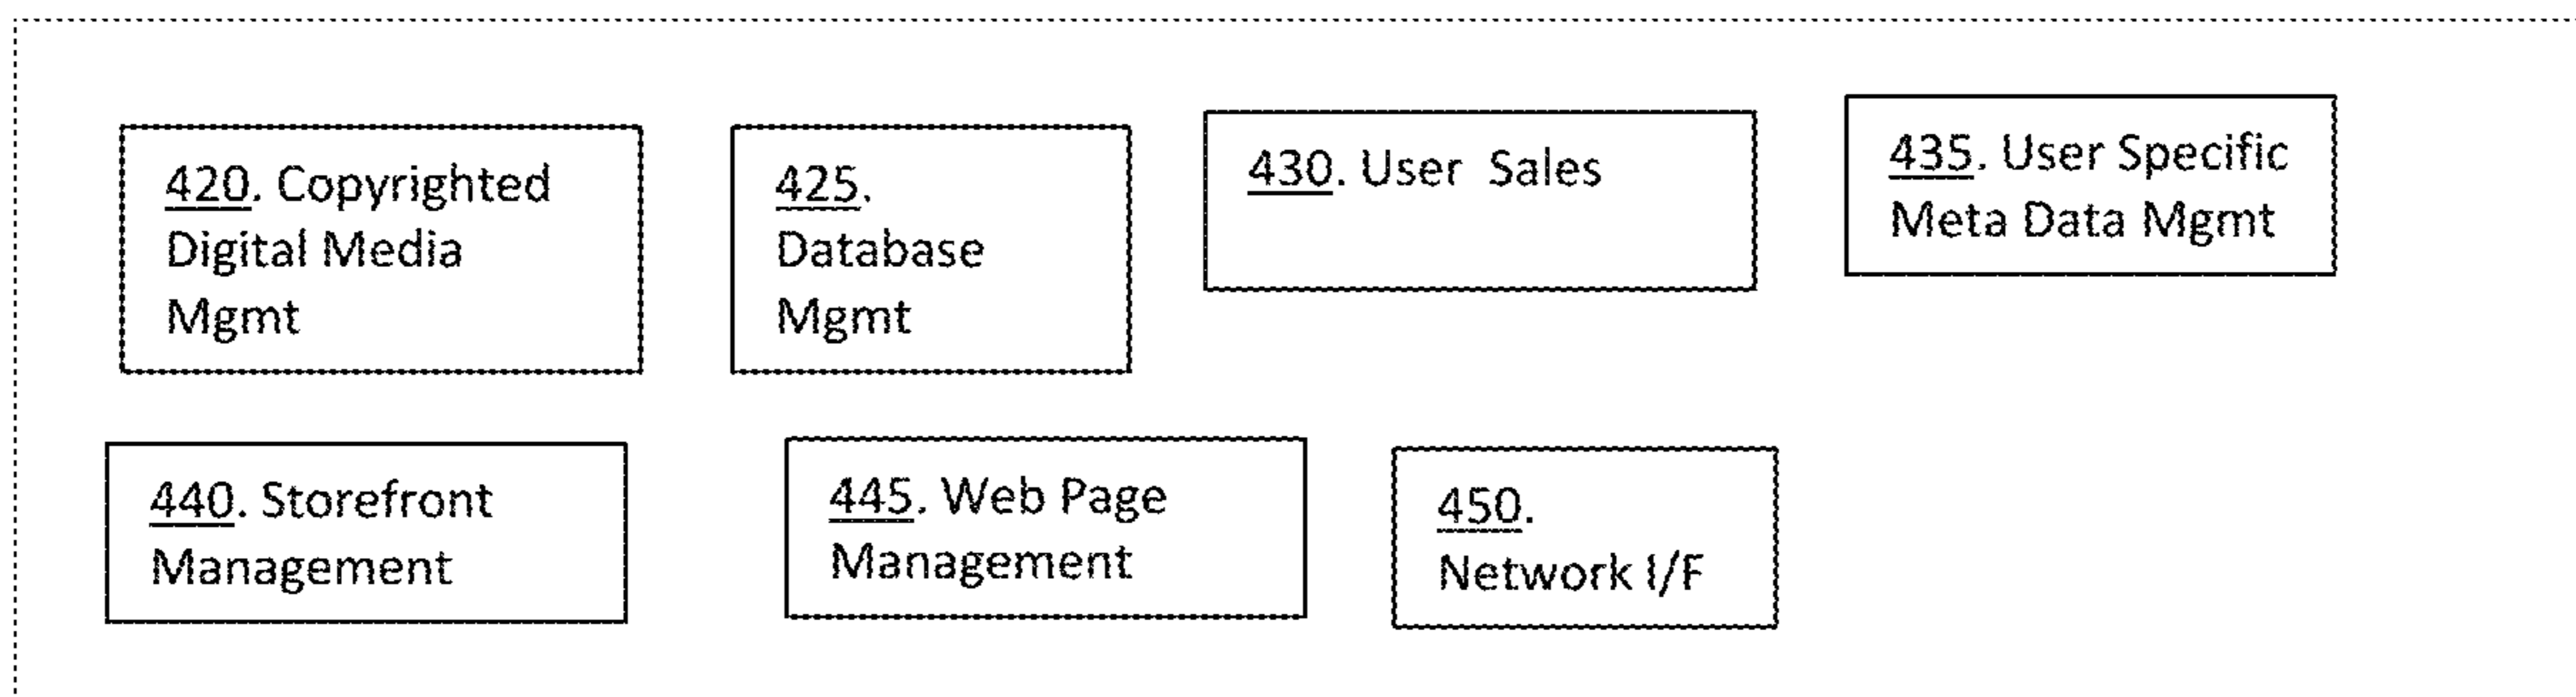 420. Copyrighted
Digital Media
Mgmt
425.
Database
Mgmt
430. User  Sales
435. User Specific
Meta Data Mgmt
440. Storefront
Management
445. Web Page
Management
450.
Network I/F